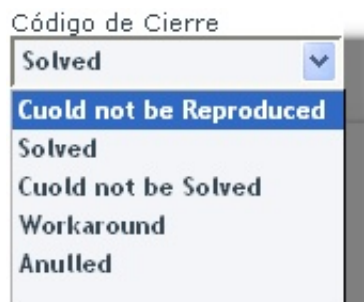 Código de Cierre
Solved
Cuold not be Reproduced
Solved
Cuold not be Solved
Workaround
Anulled